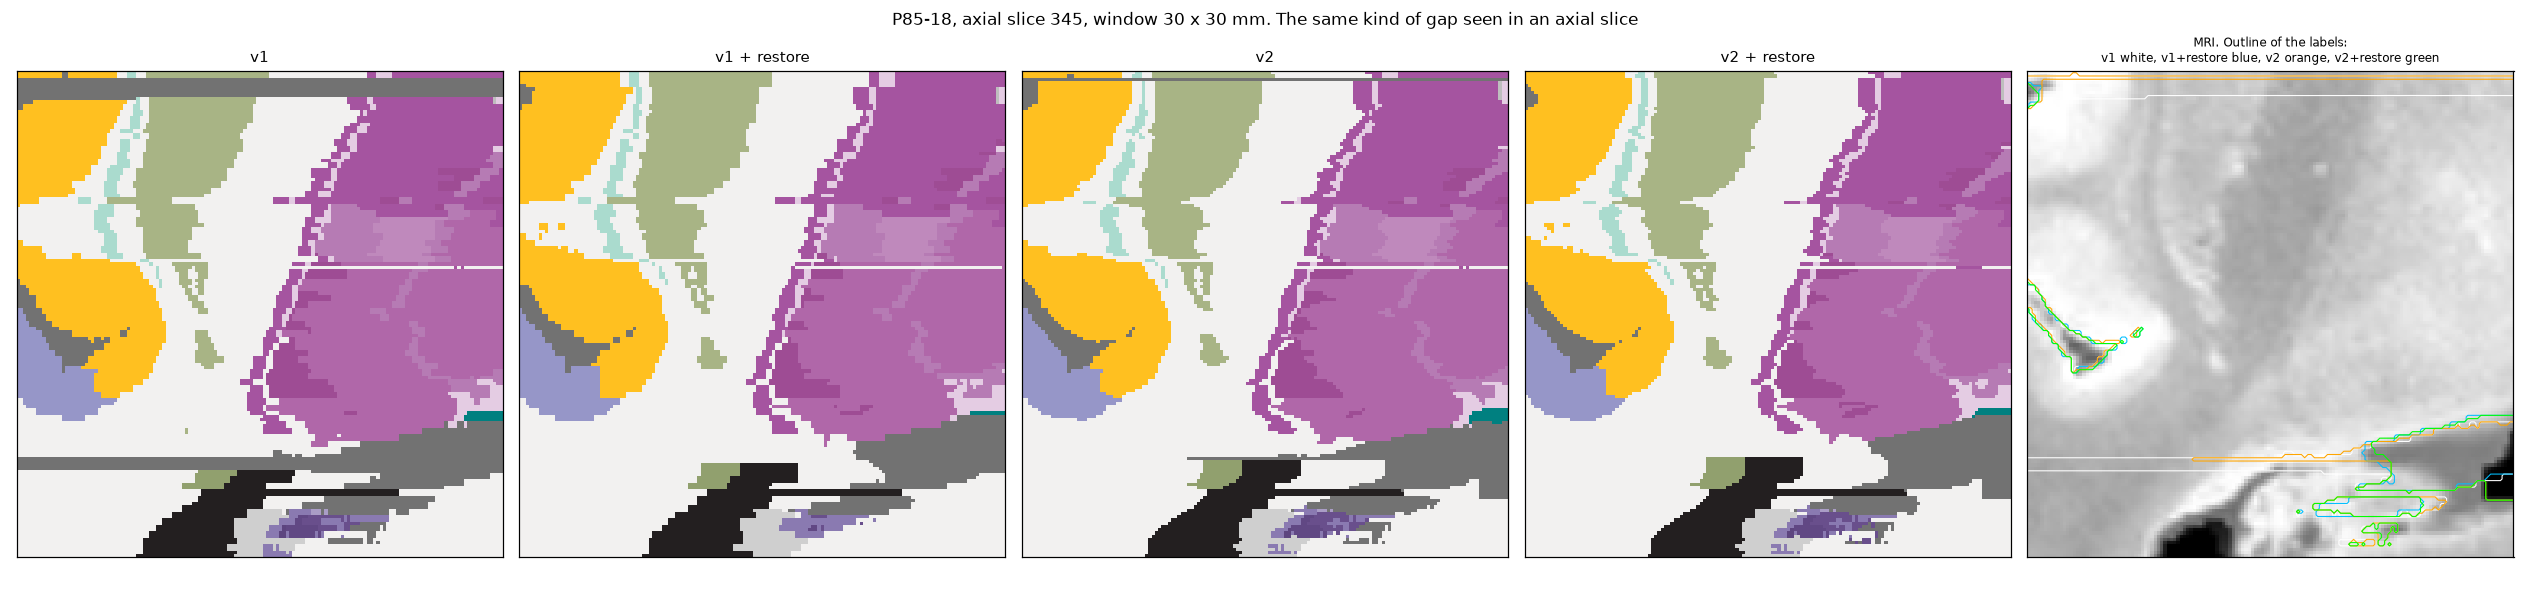 P85-18, axial slice 345, window 30 x 30 mm. The same kind of gap seen in an axial slice
v1
v1 + restore
v2
v2 + restore
MRI. Outline of the labels:
v1 white, v1+restore blue, v2 orange, v2+restore green